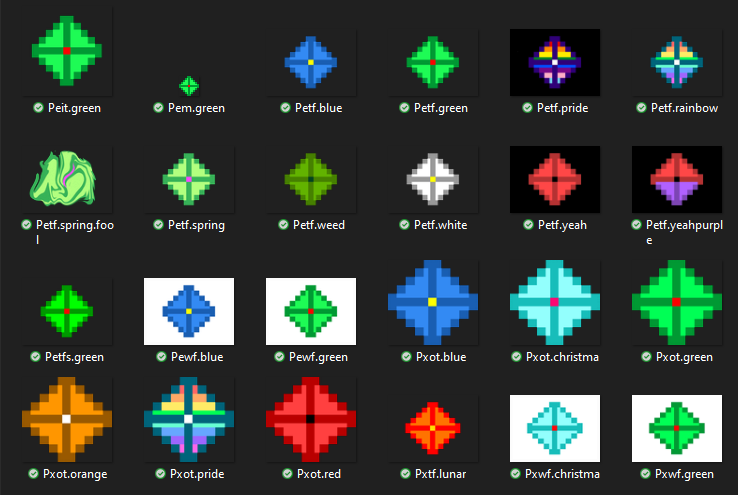 Peit.green
Pem.green
Petf.blue
Petf.green
Petf.pride
Petf.rainbow
Petf.spring.foo
l
Petf.spring
Petf.weed
Petf.white
Petf.yeah
Petf.yeahpurpl
e
Petfs.green
Pewf.blue
Pewf.green
Pxot.blue
Pxot.christma
Pxot.green
Pxot.orange
Pxot.pride
Pxot.red
Pxtf.lunar
Pxwf.christma
Pxwf.green